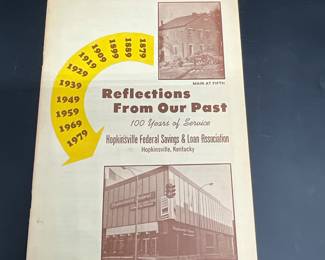 1879
1889
1899
1909
1919
1929
1939
1949
1959
1969
1979
MAIN AT FIFTH
Reflections
From Our Past
100 Years of Service
Hopkinsville Federal Savings & Loan Association
Hopkinsville, Kentucky